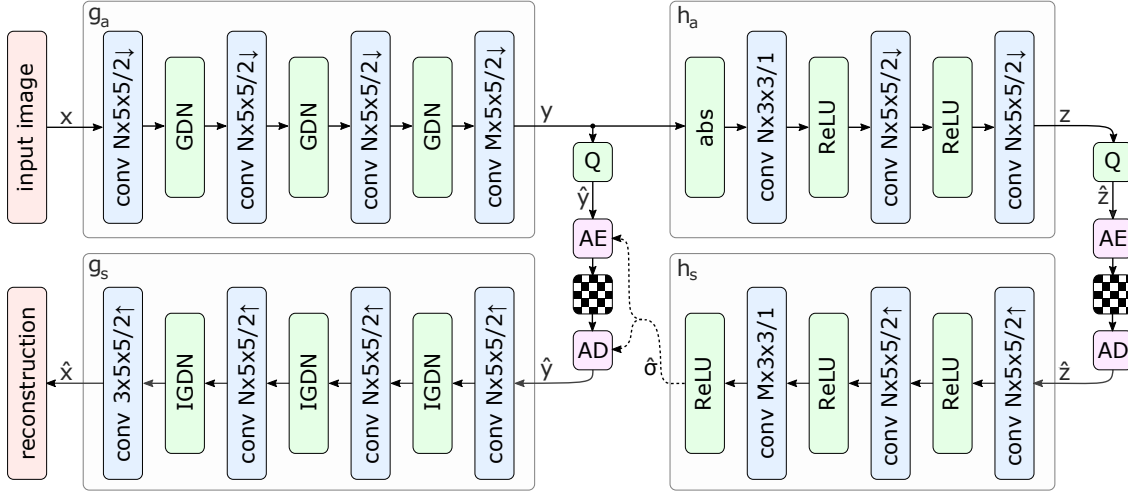 g_a
h_a
input image
x
conv Nx5x5/2↓
GDN
conv Nx5x5/2↓
GDN
conv Nx5x5/2↓
GDN
conv Mx5x5/2↓
y
abs
conv Nx3x3/1
ReLU
conv Nx5x5/2↓
ReLU
conv Nx5x5/2↓
z
Q
ŷ
AE
AD
Q
ẑ
AE
AD
g_s
h_s
reconstruction
x̂
conv 3x5x5/2↑
IGDN
conv Nx5x5/2↑
IGDN
conv Nx5x5/2↑
IGDN
conv Nx5x5/2↑
ŷ
σ̂
ReLU
conv Mx3x3/1
ReLU
conv Nx5x5/2↑
ReLU
conv Nx5x5/2↑
ẑ